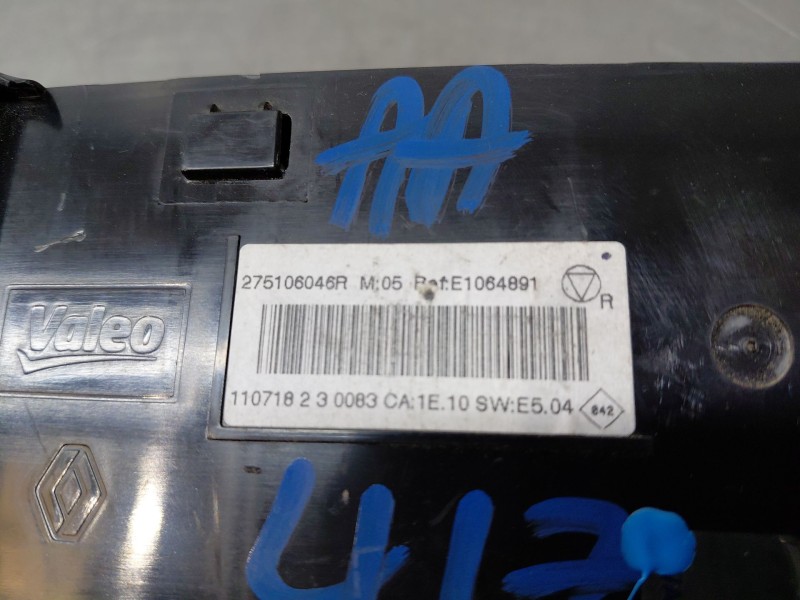 AA
275106046R M:05 Ref:E1064891
R
Valeo
110718 2 3 0083 CA:1E.10 SW:E5.04
842
413